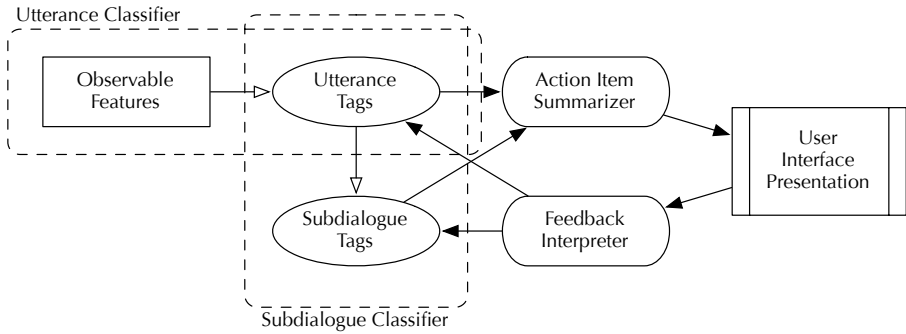 Utterance Classifier
Observable
Features
Utterance
Tags
Action Item
Summarizer
User
Interface
Presentation
Subdialogue
Tags
Feedback
Interpreter
Subdialogue Classifier